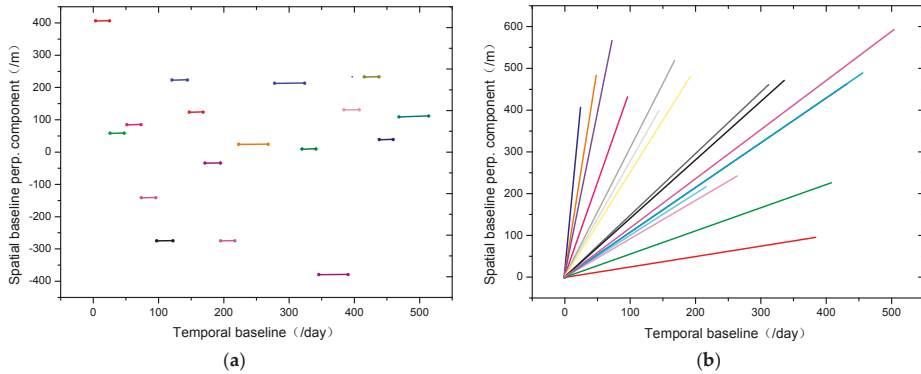 400
300
200
100
0
-100
-200
-300
-400
Spatial baseline perp. component（/m）
0 100 200 300 400 500
Temporal baseline（/day）
(a)
600
500
400
300
200
100
0
Spatial baseline perp. component（/m）
0 100 200 300 400 500
Temporal baseline（/day）
(b)